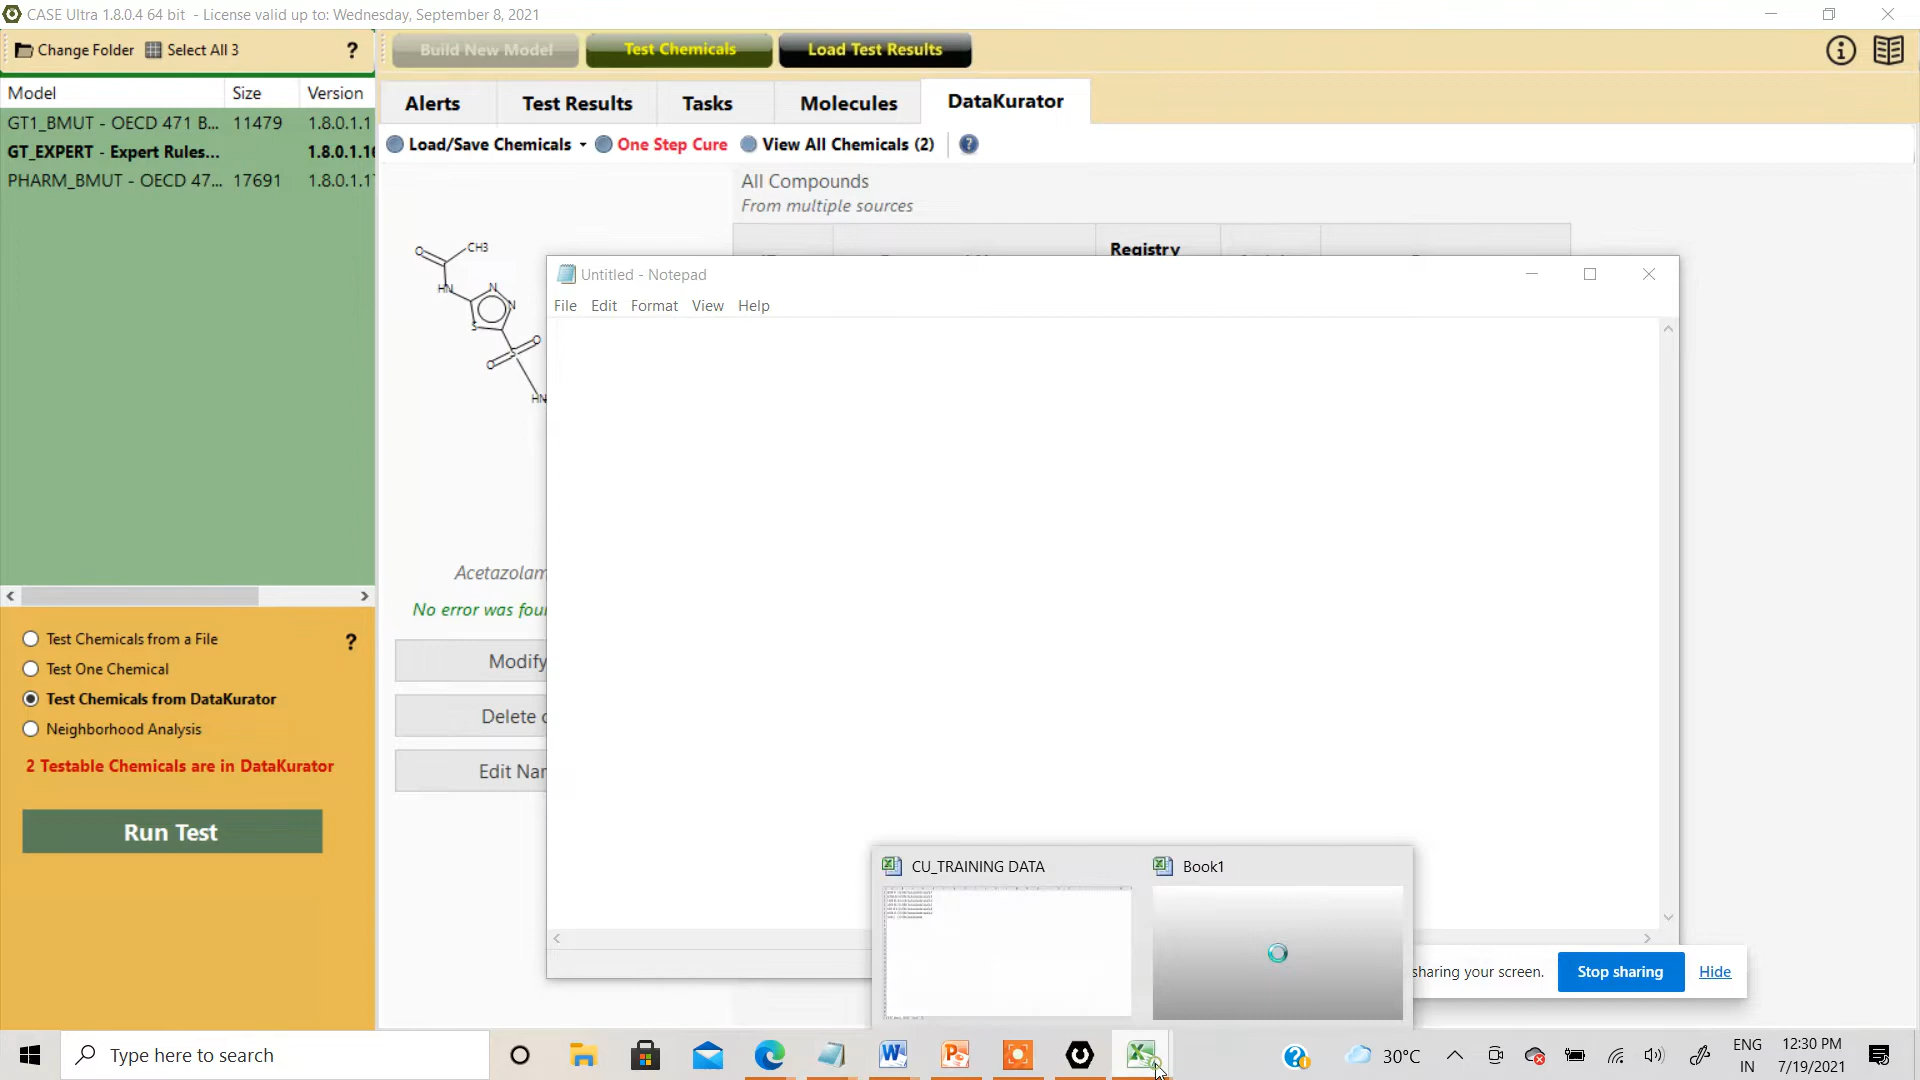 CASE Ultra 1.8.0.4 64 bit - License valid up to: Wednesday, September 8, 2021
Change Folder Select All 3 ?
Build New Model Test Chemicals Load Test Results
Model Size Version
GT1_BMUT - OECD 471 B... 11479 1.8.0.1.1
GT_EXPERT - Expert Rules... 1.8.0.1.16
PHARM_BMUT - OECD 47... 17691 1.8.0.1.1
Alerts Test Results Tasks Molecules DataKurator
Load/Save Chemicals One Step Cure View All Chemicals (2) ?
All Compounds
From multiple sources
Registry
O CH3
HN N
N
S
S O
O
HN
Acetazolam
No error was four
Modify
Delete c
Edit Nar
Untitled - Notepad
File Edit Format View Help
Test Chemicals from a File ?
Test One Chemical
Test Chemicals from DataKurator
Neighborhood Analysis
2 Testable Chemicals are in DataKurator
Run Test
CU_TRAINING DATA Book1
sharing your screen. Stop sharing Hide
Type here to search
30°C
ENG
IN
12:30 PM
7/19/2021